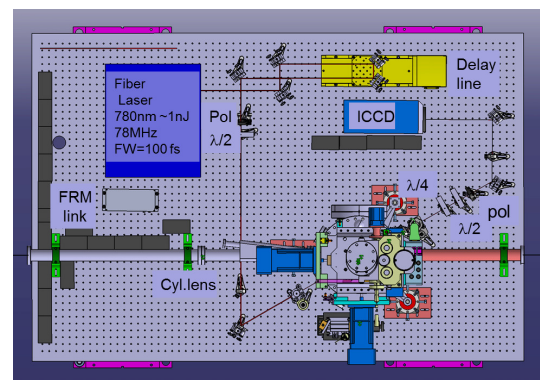 Fiber
Laser
780nm ~1nJ
78MHz
FW=100 fs
Pol
λ/2
Delay
line
ICCD
FRM
link
λ/4
pol
λ/2
Cyl.lens